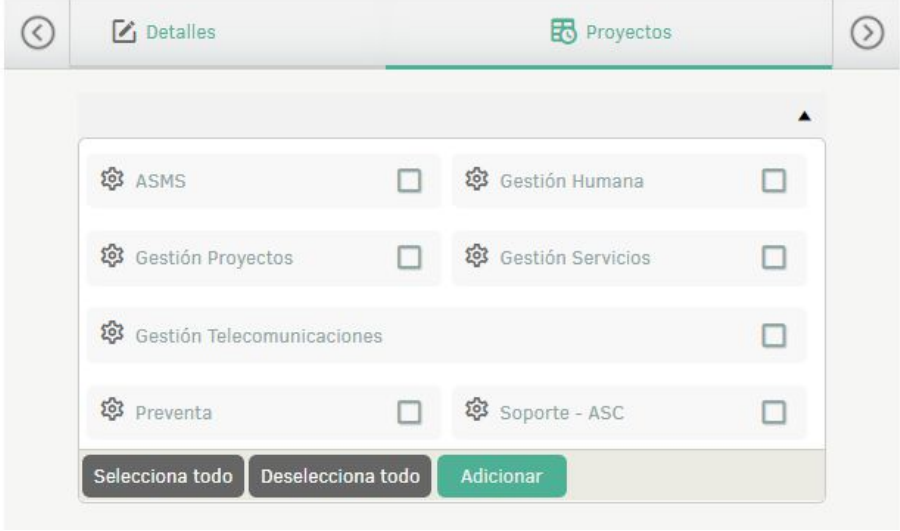 Detalles Proyectos
ASMS Gestión Humana
Gestión Proyectos Gestión Servicios
Gestión Telecomunicaciones
Preventa Soporte - ASC
Selecciona todo Deselecciona todo Adicionar